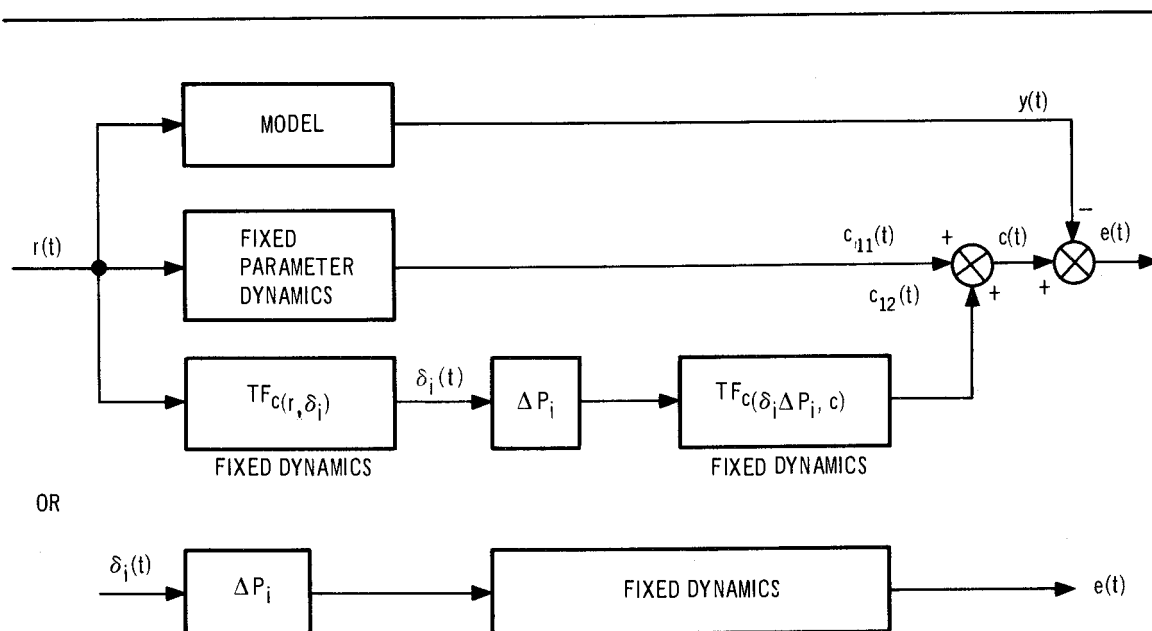 MODEL
y(t)
−
r(t)
FIXED
PARAMETER
DYNAMICS
c,11(t)
+
c(t)
e(t)
c12(t)
+
+
TFc(r,δi)
δi(t)
ΔPi
TFc(δiΔPi, c)
FIXED DYNAMICS
FIXED DYNAMICS
OR
δi(t)
ΔPi
FIXED DYNAMICS
e(t)